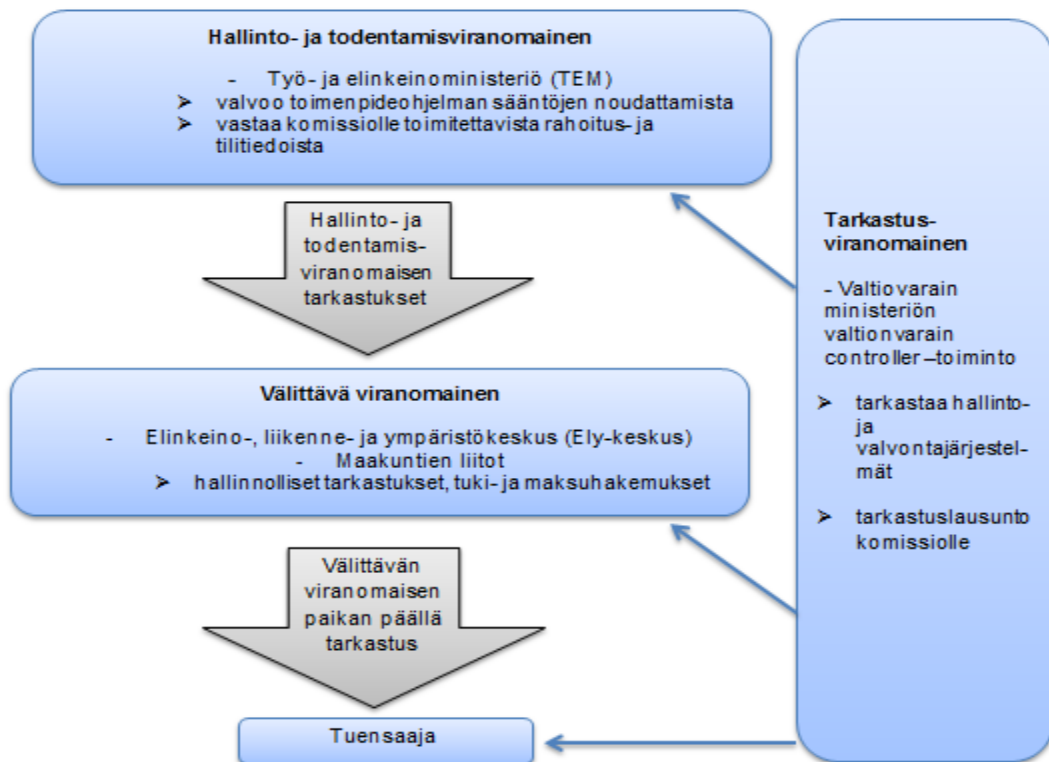 Hallinto- ja todentamisviranomainen
- Työ- ja elinkeinoministeriö (TEM)
➢ valvoo toimenpideohjelman sääntöjen noudattamista
➢ vastaa komissiolle toimitettavista rahoitus- ja
tilitiedoista
Hallinto- ja
todentamis-
viranomaisen
tarkastukset
Välittävä viranomainen
- Elinkeino-, liikenne- ja ympäristökeskus (Ely-keskus)
- Maakuntien liitot
➢ hallinnolliset tarkastukset, tuki- ja maksuhakemukset
Välittävän
viranomaisen
paikan päällä
tarkastus
Tuensaaja
Tarkastus-
viranomainen
- Valtiovarain
ministeriön
valtionvarain
controller –toiminto
➢ tarkastaa hallinto-
ja
valvontajärjestel-
mät
➢ tarkastuslausunto
komissiolle